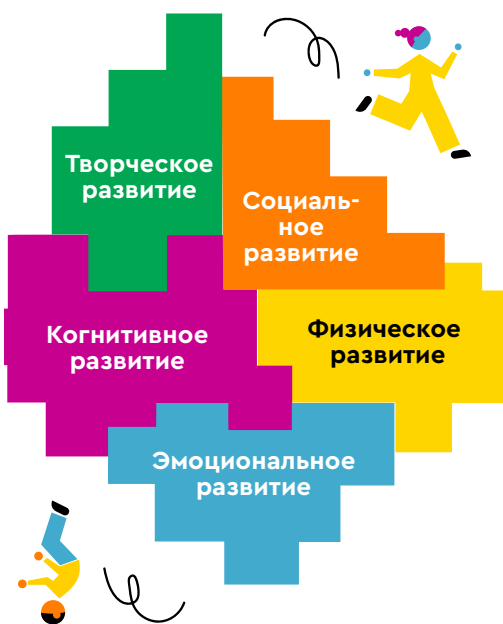 Творческое
развитие
Социаль-
ное
развитие
Когнитивное
развитие
Физическое
развитие
Эмоциональное
развитие